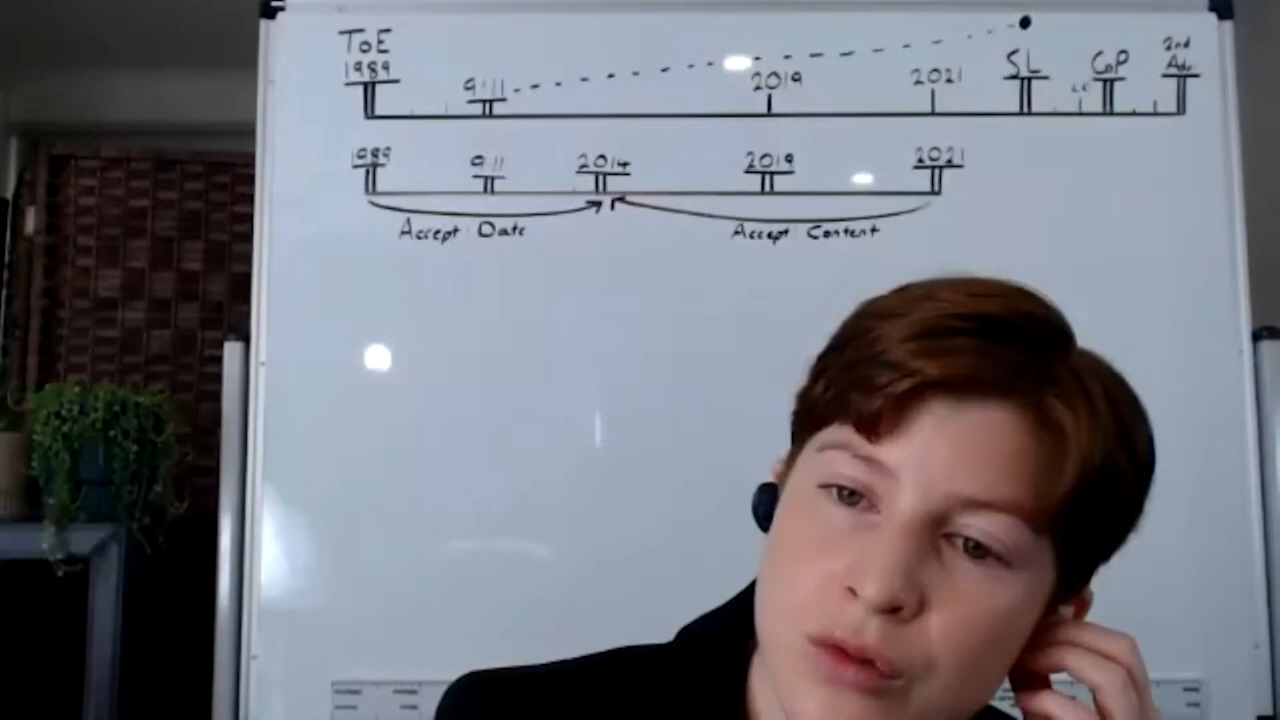 ToE
1989 9:11 2019 2021 SL CoP 2nd Adv.
1989 9:11 2014 2019 2021
Accept Date Accept Content